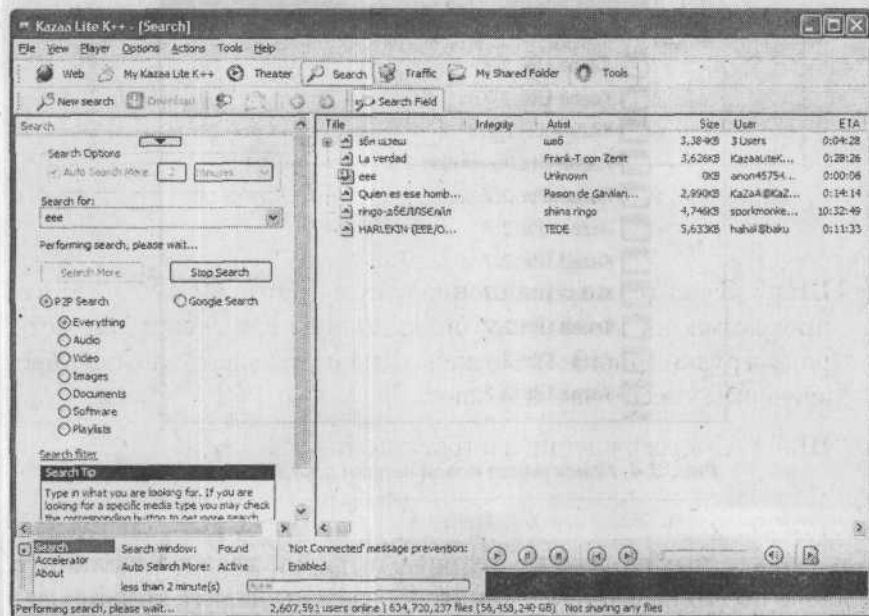 Kazaa Lite K++ - [Search]
File View Player Options Actions Tools Help
Web My Kazaa Lite K++ Theater Search Traffic My Shared Folder Tools
New search Download Search Field
Search
Search Options
Auto Search More. 2 Minutes
Search for:
eee
Performing search, please wait...
Search More Stop Search
P2P Search Google Search
Everything
Audio
Video
Images
Documents
Software
Playlists
Search filter
Search Tip
Type in what you are looking for. If you are
looking for a specific media type you may check
the corresponding button to get more search
Title Integrity Artist Size User ETA
3,384KB 3 Users 0:04:28
La verdad Frank-T con Zenit 3,626KB KazaaLiteK... 0:28:26
eee Unknown 0KB anon45754... 0:00:06
Quien es ese homb... Pasion de Gavilan... 2,990KB KaZaA@KaZ... 0:14:14
shiina ringo 4,746KB sporkmonke... 10:32:49
HARLEKIN (EEE/O... TEDE 5,633KB hahal@baku 0:11:33
Search
Accelerator
About
Search window: Found
Auto Search More: Active
less than 2 minute(s)
'Not Connected' message prevention:
Enabled
Performing search, please wait... 2,607,591 users online | 634,720,237 files (56,458,240 GB) Not sharing any files